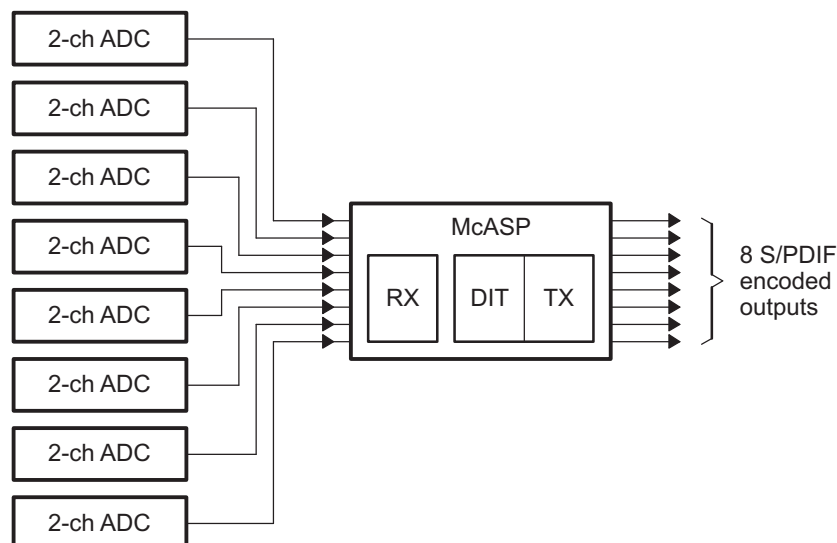 2-ch ADC
2-ch ADC
2-ch ADC
2-ch ADC
2-ch ADC
2-ch ADC
2-ch ADC
2-ch ADC
McASP
RX
DIT
TX
8 S/PDIF
encoded
outputs